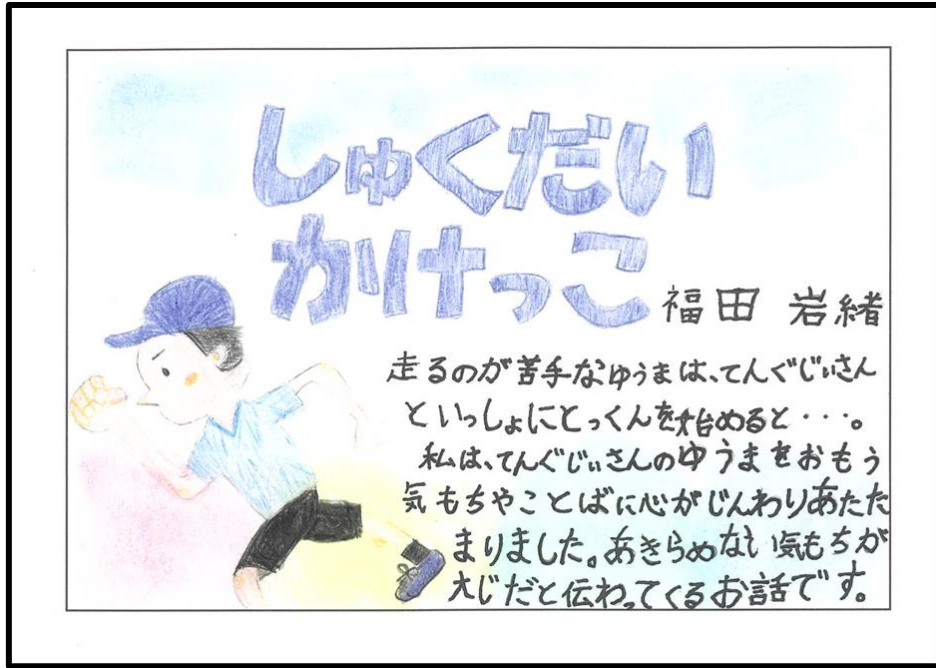 しゅくだい
かけっこ
福田 岩緒
走るのが苦手なゆうまは、てんぐじぃさん
といっしょにとっくんを始めると・・・。
私は、てんぐじぃさんのゆうまをおもう
気もちやことばに心がじんわりあたた
まりました。あきらめない気もちが
大じだと伝わってくるお話です。